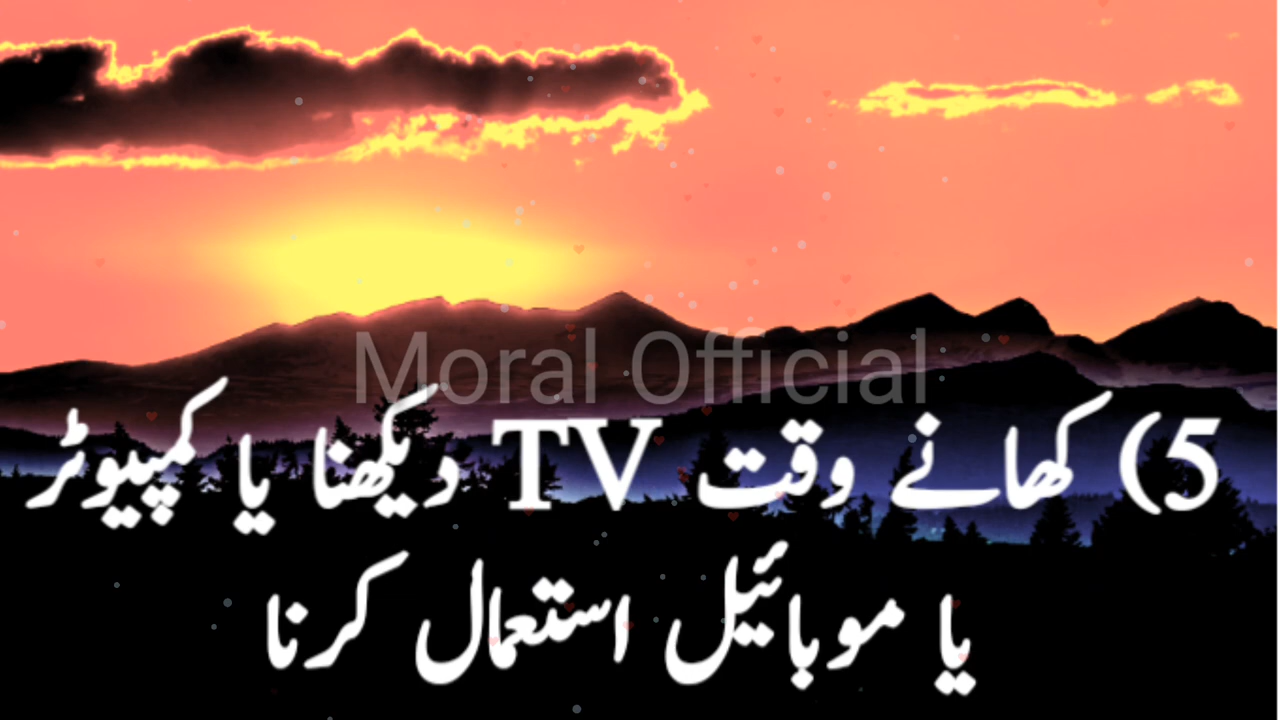 Moral Official
5) کھانے وقت TV دیکھنا یا کمپیوٹر
یا موبائیل استعمال کرنا